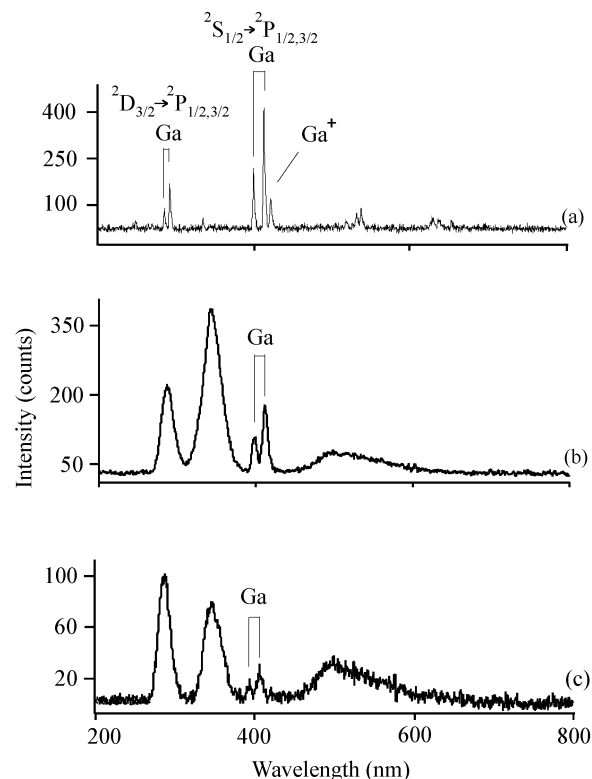 ²S₁/₂→²P₁/₂,₃/₂
Ga
²D₃/₂→²P₁/₂,₃/₂
Ga
Ga⁺
400
250
100
(a)
350
Ga
200
50
(b)
Intensity (counts)
100
Ga
60
20
(c)
200 400 600 800
Wavelength (nm)